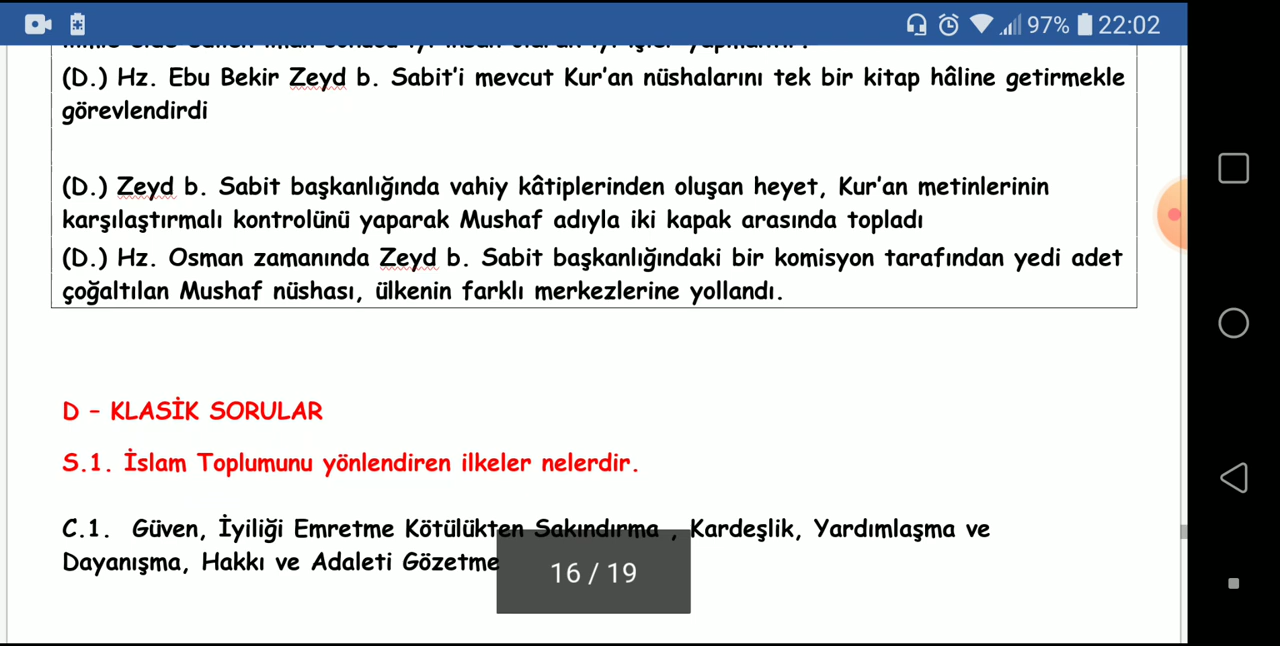 97% 22:02
(D.) Hz. Ebu Bekir Zeyd b. Sabit'i mevcut Kur'an nüshalarını tek bir kitap hâline getirmekle
görevlendirdi
(D.) Zeyd b. Sabit başkanlığında vahiy kâtiplerinden oluşan heyet, Kur'an metinlerinin
karşılaştırmalı kontrolünü yaparak Mushaf adıyla iki kapak arasında topladı
(D.) Hz. Osman zamanında Zeyd b. Sabit başkanlığındaki bir komisyon tarafından yedi adet
çoğaltılan Mushaf nüshası, ülkenin farklı merkezlerine yollandı.
D - KLASİK SORULAR
S.1. İslam Toplumunu yönlendiren ilkeler nelerdir.
C.1. Güven, İyiliği Emretme Kötülükten Sakındırma , Kardeşlik, Yardımlaşma ve
Dayanışma, Hakkı ve Adaleti Gözetme
16 / 19